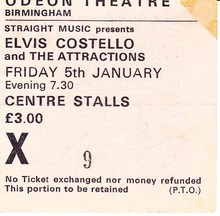 ODEON THEATRE
BIRMINGHAM
STRAIGHT MUSIC presents
ELVIS COSTELLO
and THE ATTRACTIONS
FRIDAY 5th JANUARY
Evening 7.30
CENTRE STALLS
£3.00
X 9
No Ticket exchanged nor money refunded
This portion to be retained (P.T.O.)